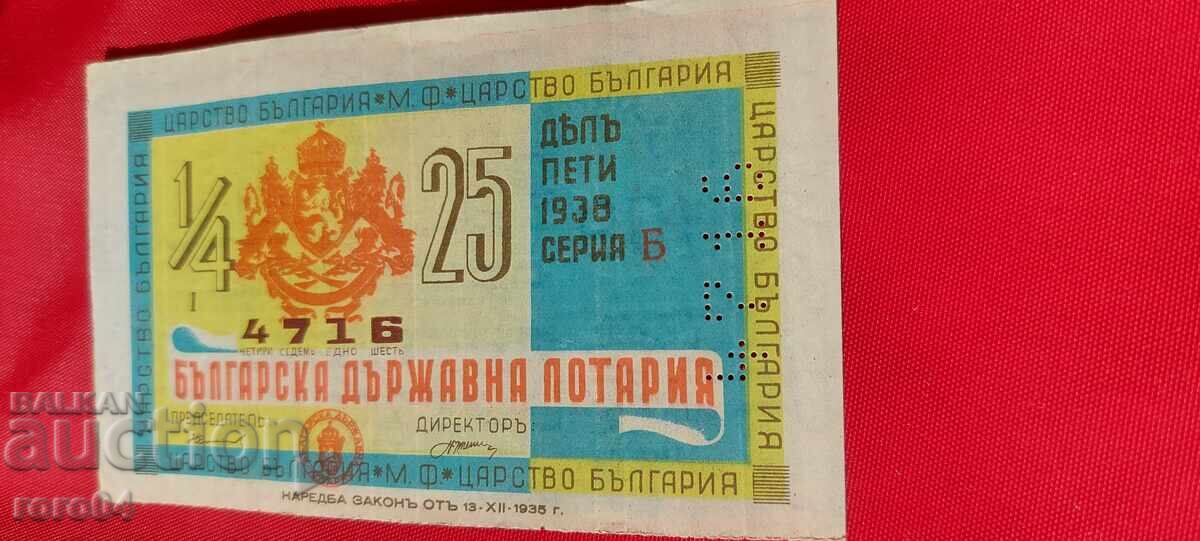 ЦАРСТВО БЪЛГАРИЯ * М.Ф. * ЦАРСТВО БЪЛГАРИЯ
ЦАРСТВО БЪЛГАРИЯ
ЦАРСТВО БЪЛГАРИЯ
1/4
I
25
ДѢЛЪ
ПЕТИ
1938
СЕРИЯ Б
4716
4716
ЧЕТИРИ СЕДЕМЬ ЕДНО ШЕСТЬ
БЪЛГАРСКА ДЪРЖАВНА ЛОТАРИЯ
ПРЕДСЕДАТЕЛЬ:
ДИРЕКТОРЪ:
ЦАРСТВО БЪЛГАРИЯ * М.Ф. * ЦАРСТВО БЪЛГАРИЯ
НАРЕДБА ЗАКОНЪ ОТЪ 13-XII-1935 г.
BALKAN
auction
roro04